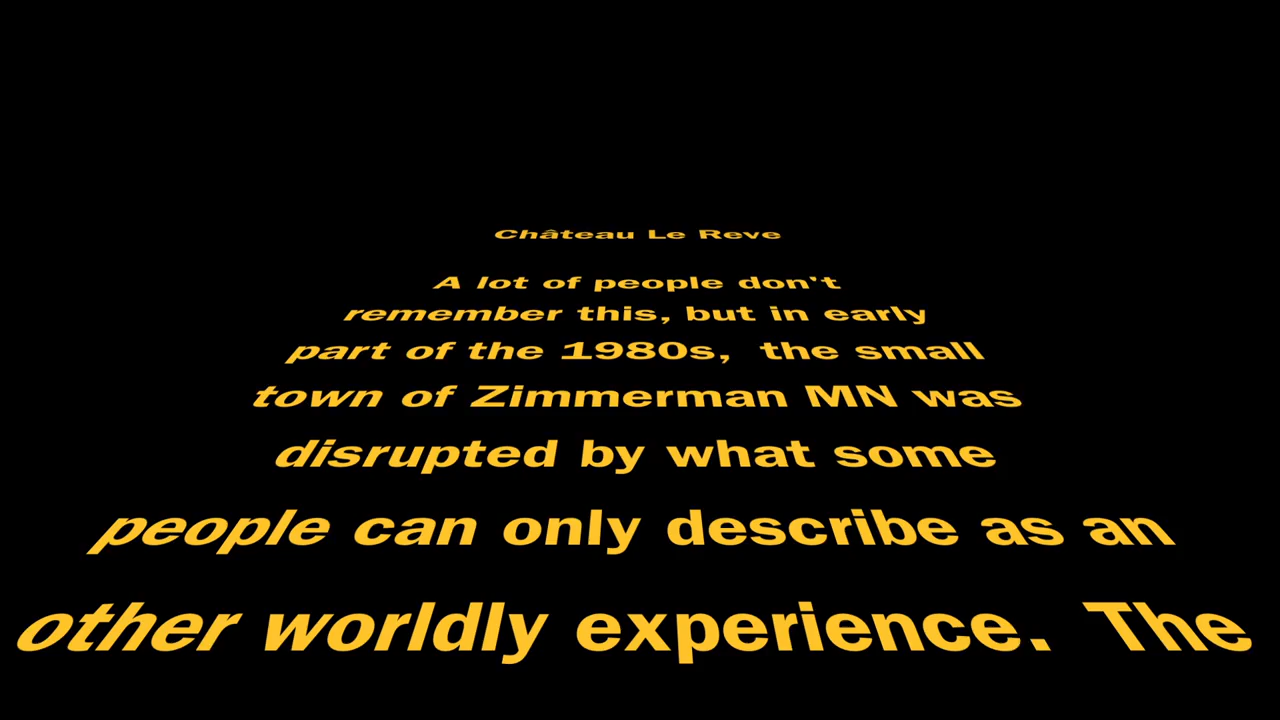 Château Le Reve
A lot of people don't
remember this, but in early
part of the 1980s,  the small
town of Zimmerman MN was
disrupted by what some
people can only describe as an
other worldly experience.  The